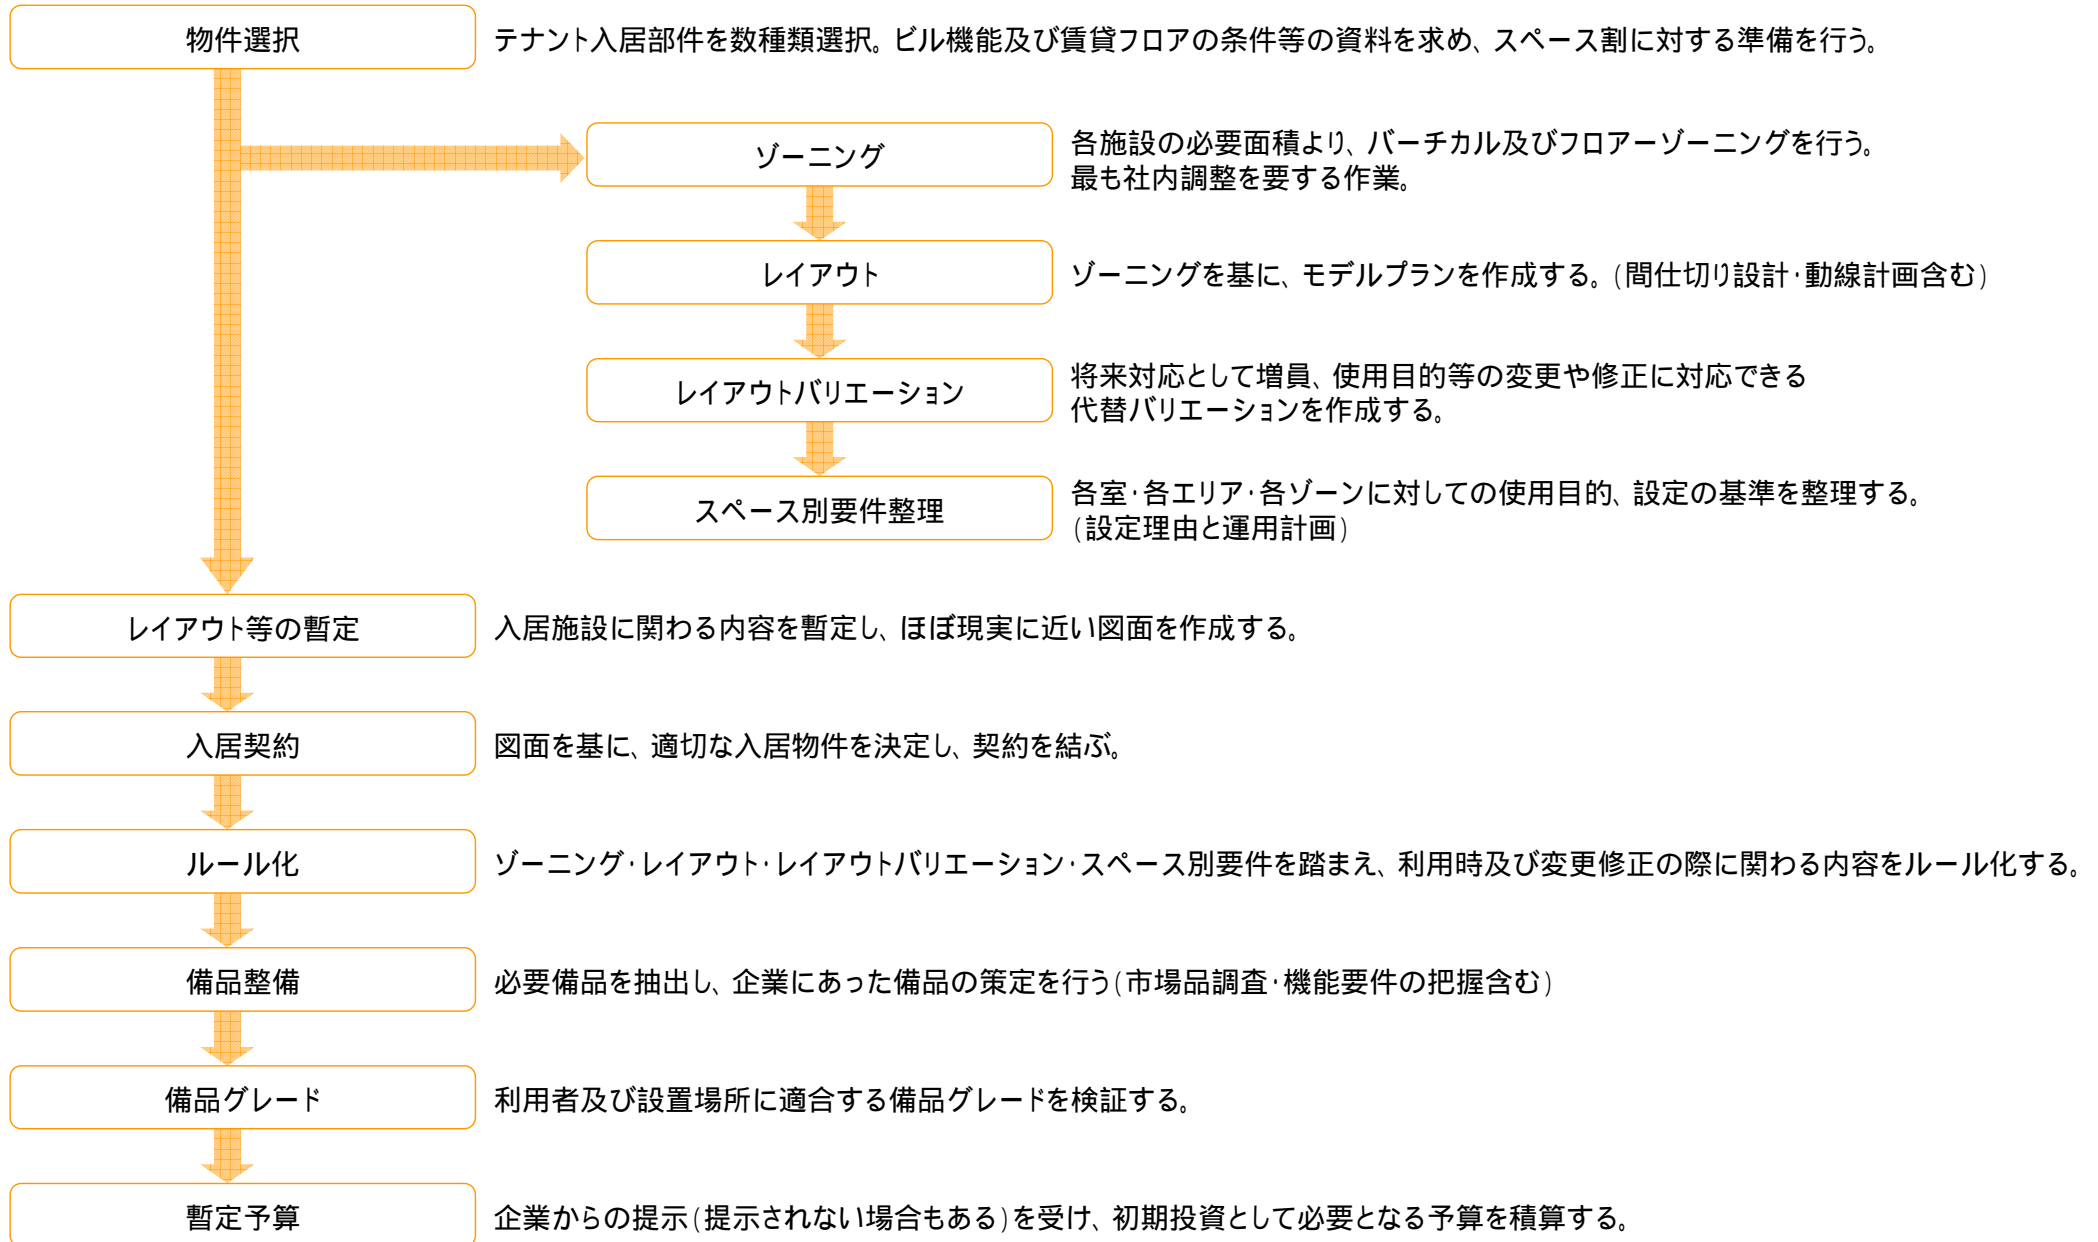 物件選択
テナント入居部件を数種類選択。ビル機能及び賃貸フロアの条件等の資料を求め、スペース割に対する準備を行う。
ゾーニング
各施設の必要面積より、バーチカル及びフロアーゾーニングを行う。
最も社内調整を要する作業。
レイアウト
ゾーニングを基に、モデルプランを作成する。(間仕切り設計・動線計画含む)
レイアウトバリエーション
将来対応として増員、使用目的等の変更や修正に対応できる
代替バリエーションを作成する。
スペース別要件整理
各室・各エリア・各ゾーンに対しての使用目的、設定の基準を整理する。
(設定理由と運用計画)
レイアウト等の暫定
入居施設に関わる内容を暫定し、ほぼ現実に近い図面を作成する。
入居契約
図面を基に、適切な入居物件を決定し、契約を結ぶ。
ルール化
ゾーニング・レイアウト・レイアウトバリエーション・スペース別要件を踏まえ、利用時及び変更修正の際に関わる内容をルール化する。
備品整備
必要備品を抽出し、企業にあった備品の策定を行う(市場品調査・機能要件の把握含む)
備品グレード
利用者及び設置場所に適合する備品グレードを検証する。
暫定予算
企業からの提示(提示されない場合もある)を受け、初期投資として必要となる予算を積算する。